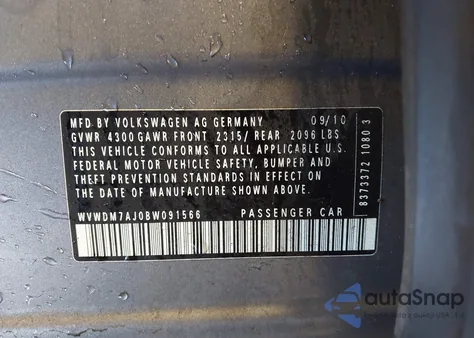 MFD BY VOLKSWAGEN AG GERMANY 09/10
GVWR 4300 GAWR FRONT 2315/ REAR 2096 LBS
THIS VEHICLE CONFORMS TO ALL APPLICABLE U.S.
FEDERAL MOTOR VEHICLE SAFETY, BUMPER AND
THEFT PREVENTION STANDARDS IN EFFECT ON
THE DATE OF MANUFACTURE SHOWN ABOVE.
WVWDM7AJ0BW091566 PASSENGER CAR
8373372 1080 3
autoSnap